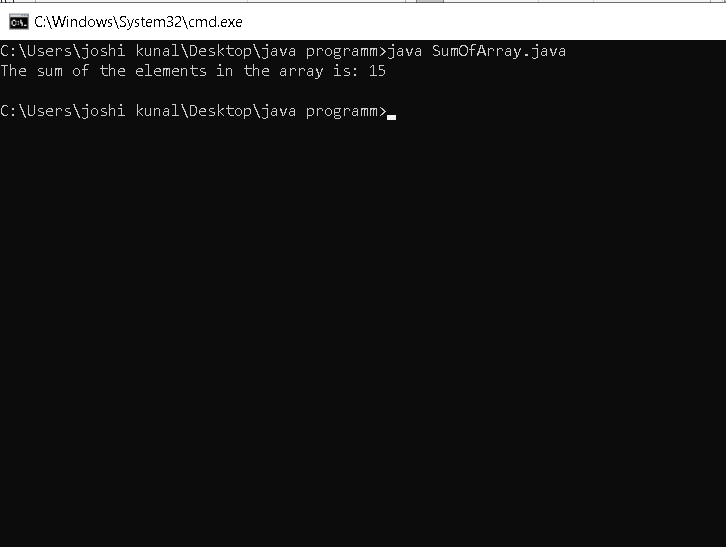 C:\Windows\System32\cmd.exe
C:\Users\joshi kunal\Desktop\java programm>java SumOfArray.java
The sum of the elements in the array is: 15
C:\Users\joshi kunal\Desktop\java programm>